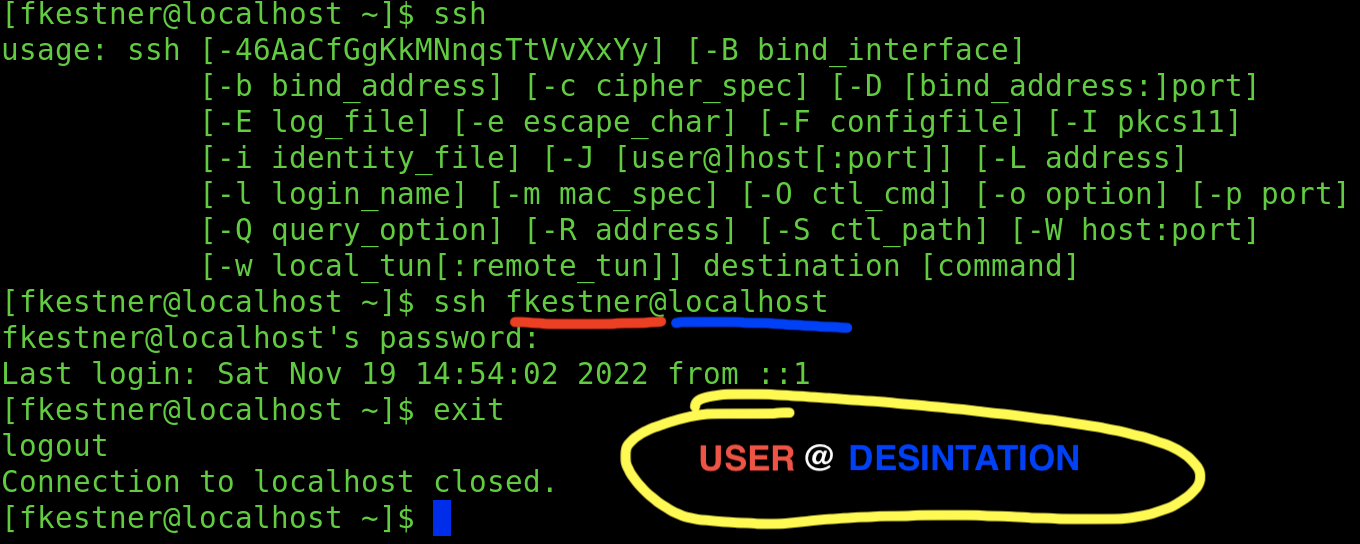 [fkestner@localhost ~]$ ssh
usage: ssh [-46AaCfGgKkMNnqsTtVvXxYy] [-B bind_interface]
           [-b bind_address] [-c cipher_spec] [-D [bind_address:]port]
           [-E log_file] [-e escape_char] [-F configfile] [-I pkcs11]
           [-i identity_file] [-J [user@]host[:port]] [-L address]
           [-l login_name] [-m mac_spec] [-O ctl_cmd] [-o option] [-p port]
           [-Q query_option] [-R address] [-S ctl_path] [-W host:port]
           [-w local_tun[:remote_tun]] destination [command]
[fkestner@localhost ~]$ ssh fkestner@localhost
fkestner@localhost's password:
Last login: Sat Nov 19 14:54:02 2022 from ::1
[fkestner@localhost ~]$ exit
logout
USER @ DESINTATION
Connection to localhost closed.
[fkestner@localhost ~]$